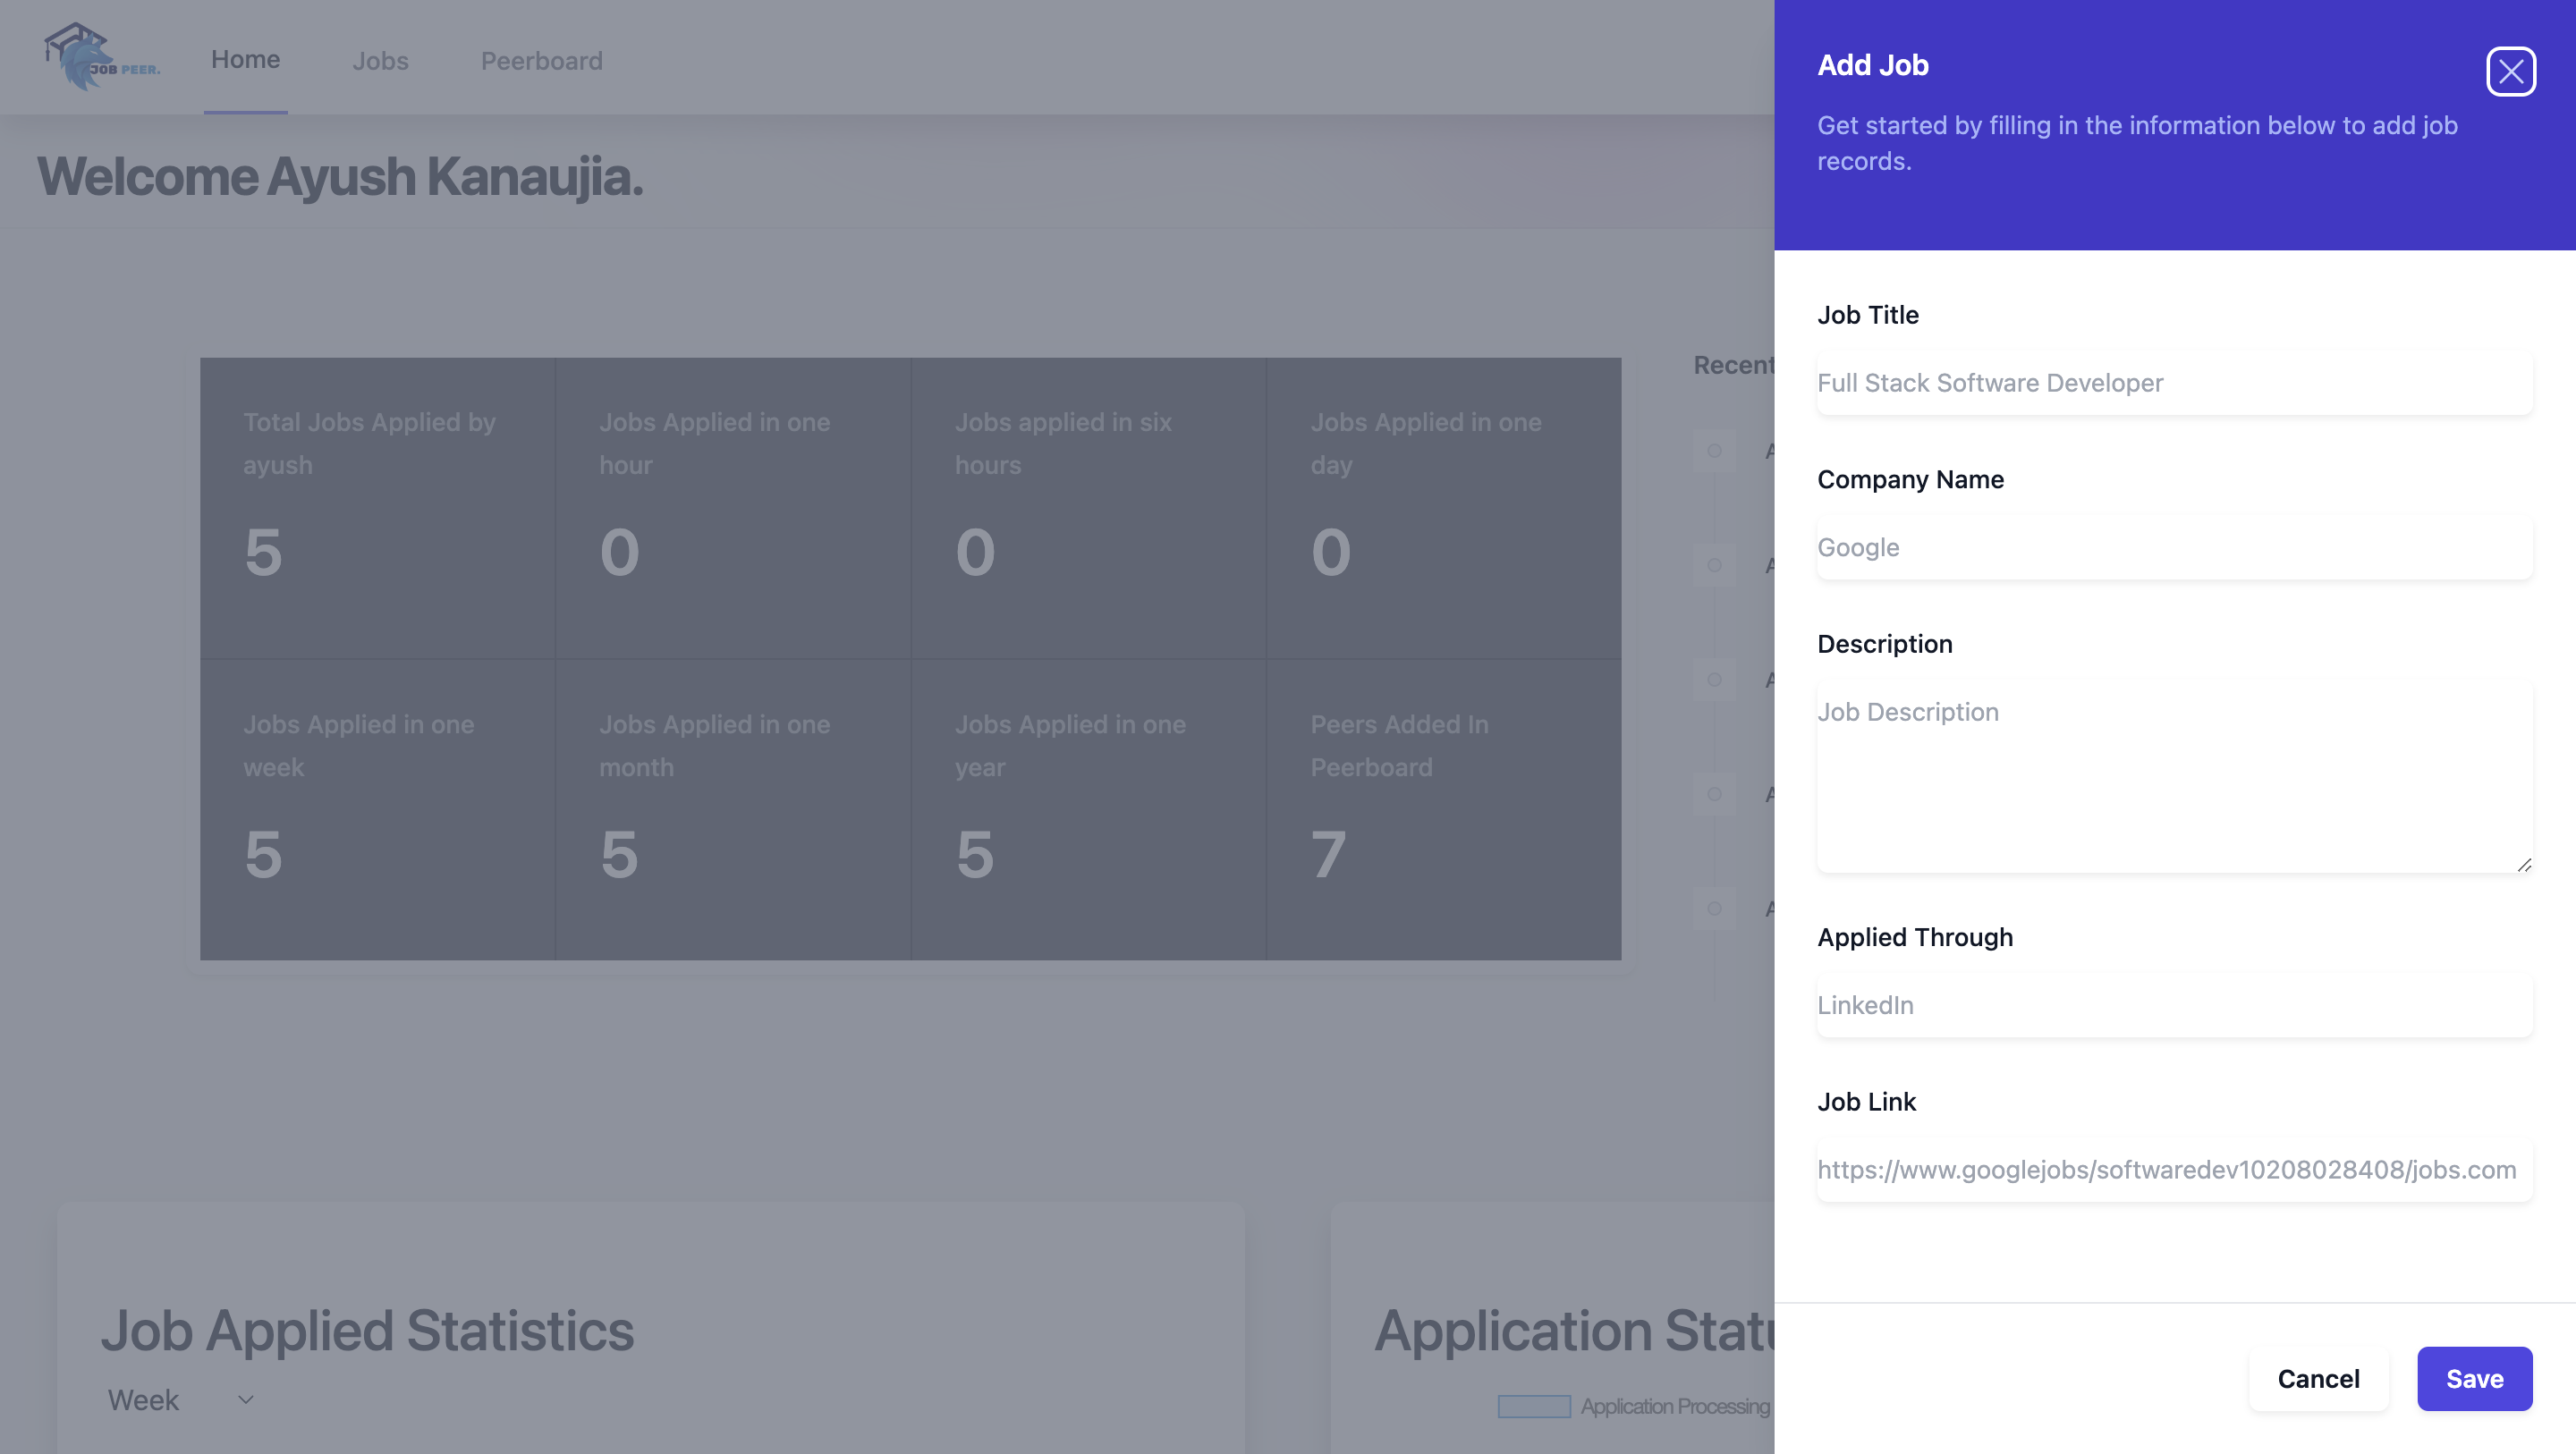 JOB PEER.
Home
Jobs
Peerboard
Welcome Ayush Kanaujia.
Total Jobs Applied by
ayush
5
Jobs Applied in one
hour
0
Jobs applied in six
hours
0
Jobs Applied in one
day
0
Jobs Applied in one
week
5
Jobs Applied in one
month
5
Jobs Applied in one
year
5
Peers Added In
Peerboard
7
Recent
A
A
A
A
A
Job Applied Statistics
Week
Application Statu
Application Processing
Add Job
Get started by filling in the information below to add job
records.
Job Title
Full Stack Software Developer
Company Name
Google
Description
Job Description
Applied Through
LinkedIn
Job Link
https://www.googlejobs/softwaredev10208028408/jobs.com
Cancel
Save